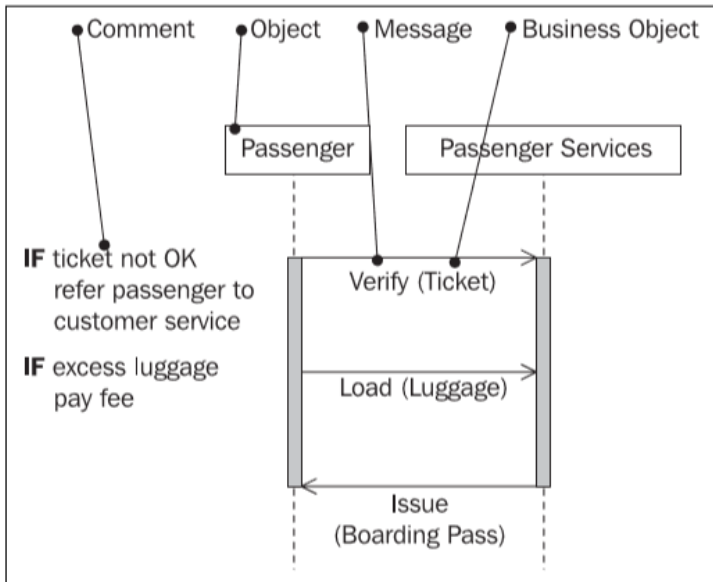 Comment Object Message Business Object
Passenger Passenger Services
IF ticket not OK
refer passenger to
customer service
Verify (Ticket)
IF excess luggage
pay fee
Load (Luggage)
Issue
(Boarding Pass)